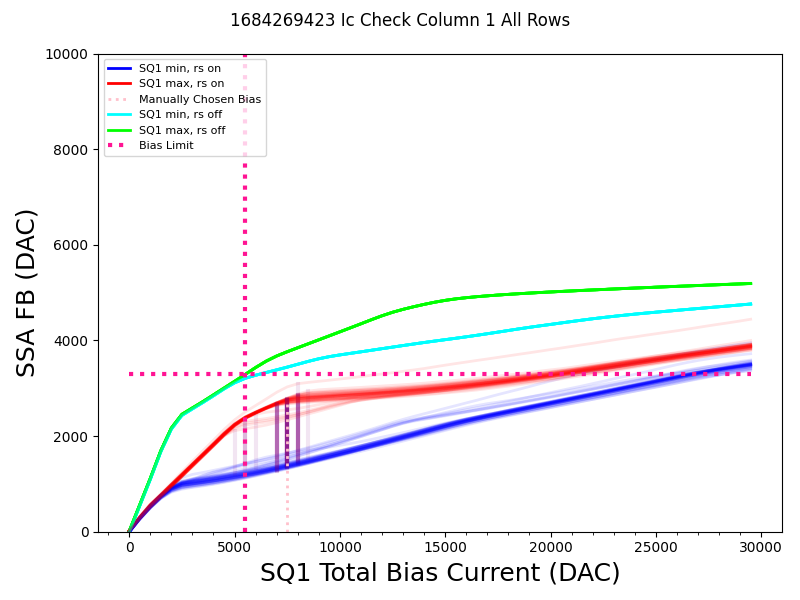 1684269423 Ic Check Column 1 All Rows
10000
8000
6000
4000
2000
0
SSA FB (DAC)
SQ1 min, rs on
SQ1 max, rs on
Manually Chosen Bias
SQ1 min, rs off
SQ1 max, rs off
Bias Limit
0
5000
10000
15000
20000
25000
30000
SQ1 Total Bias Current (DAC)